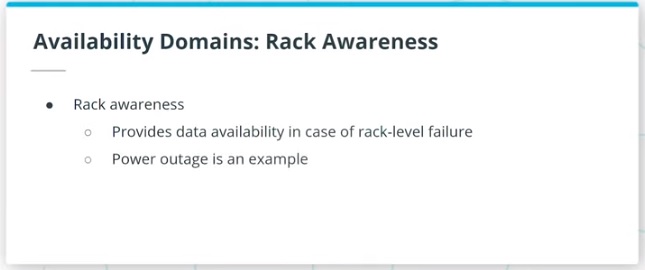 Availability Domains: Rack Awareness
● Rack awareness
○ Provides data availability in case of rack-level failure
○ Power outage is an example